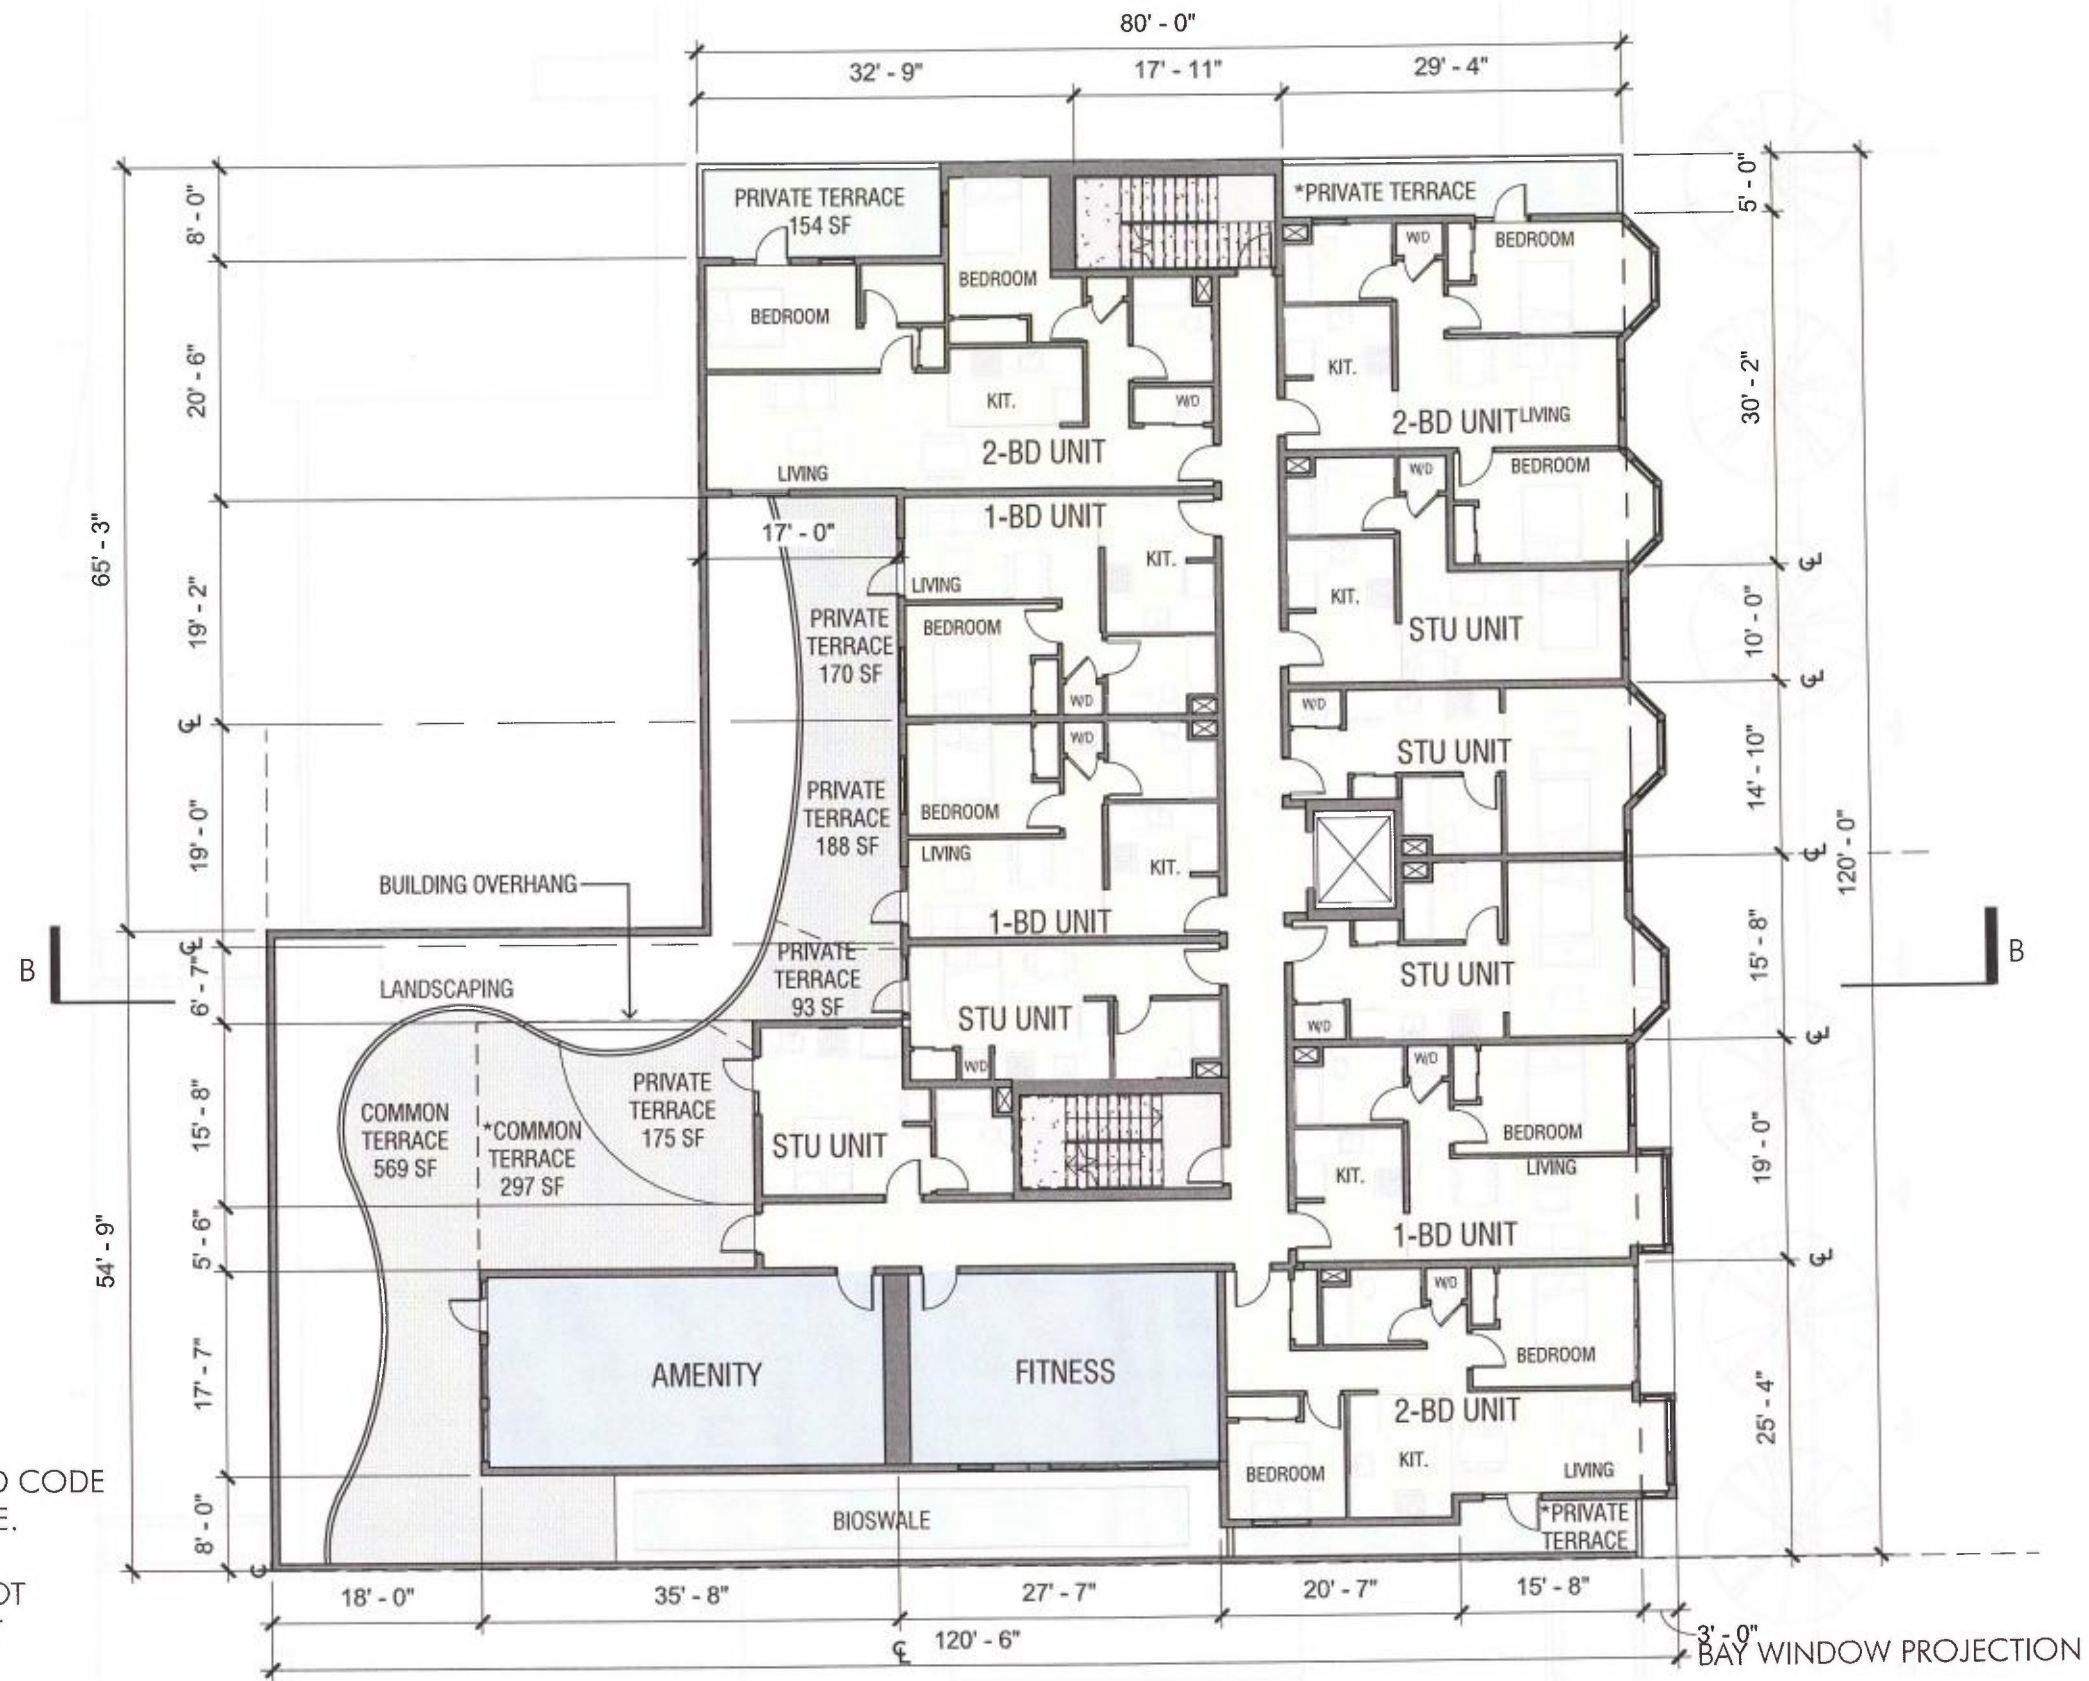 80' - 0"
32' - 9"
17' - 11"
29' - 4"
8' - 0"
PRIVATE TERRACE
154 SF
*PRIVATE TERRACE
5' - 0"
W/D
BEDROOM
BEDROOM
BEDROOM
20' - 6"
KIT.
30' - 2"
KIT.
W/D
2-BD UNIT
LIVING
2-BD UNIT
LIVING
W/D
BEDROOM
65' - 3"
17' - 0"
1-BD UNIT
KIT.
LIVING
19' - 2"
PRIVATE
TERRACE
170 SF
BEDROOM
KIT.
STU UNIT
10' - 0"
W/D
W/D
℄
W/D
STU UNIT
14' - 10"
19' - 0"
PRIVATE
TERRACE
188 SF
BEDROOM
LIVING
KIT.
120' - 0"
BUILDING OVERHANG
1-BD UNIT
B
B
6' - 7"
℄
LANDSCAPING
PRIVATE
TERRACE
93 SF
STU UNIT
STU UNIT
15' - 8"
W/D
W/D
W/D
15' - 8"
COMMON
TERRACE
569 SF
*COMMON
TERRACE
297 SF
PRIVATE
TERRACE
175 SF
STU UNIT
BEDROOM
KIT.
LIVING
19' - 0"
5' - 6"
1-BD UNIT
54' - 9"
W/D
17' - 7"
AMENITY
FITNESS
BEDROOM
2-BD UNIT
25' - 4"
BEDROOM
KIT.
LIVING
CODE
8' - 0"
BIOSWALE
*PRIVATE
TERRACE
℄
18' - 0"
35' - 8"
27' - 7"
20' - 7"
15' - 8"
120' - 6"
℄
3' - 0"
BAY WINDOW PROJECTION